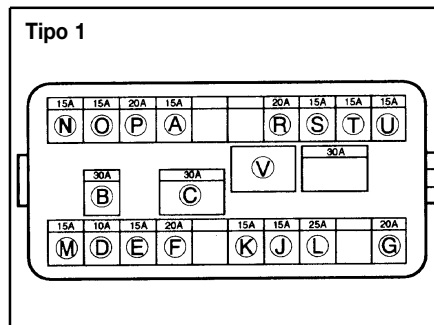 Tipo 1
15A 15A 20A 15A 20A 15A 15A 15A
N O P A R S T U
30A 30A 30A
B C V
15A 10A 15A 20A 15A 15A 25A 20A
M D E F K J L G